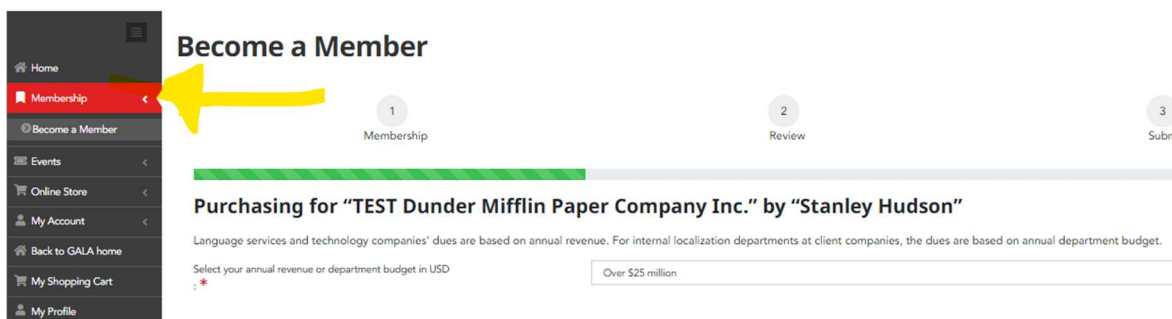 Become a Member
Home
Membership
Become a Member
Events
Online Store
My Account
Back to GALA home
My Shopping Cart
My Profile
1
Membership
2
Review
3
Subm
Purchasing for “TEST Dunder Mifflin Paper Company Inc.” by “Stanley Hudson”
Language services and technology companies’ dues are based on annual revenue. For internal localization departments at client companies, the dues are based on annual department budget.
Select your annual revenue or department budget in USD
: *
Over $25 million